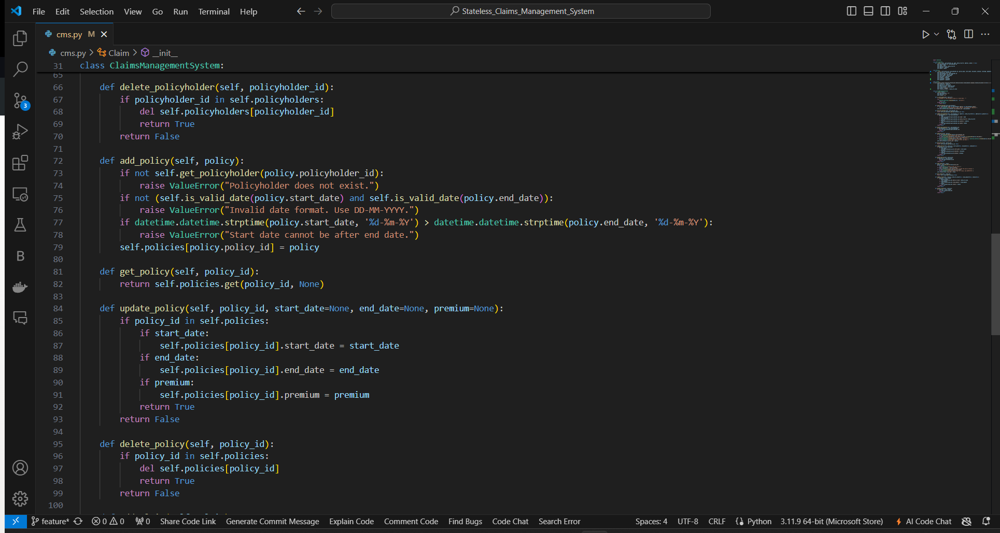 File Edit Selection View Go Run Terminal Help
Stateless_Claims_Management_System
cms.py M
cms.py > Claim > __init__
31 class ClaimsManagementSystem:
65
66 def delete_policyholder(self, policyholder_id):
67 if policyholder_id in self.policyholders:
68 del self.policyholders[policyholder_id]
69 return True
70 return False
71
72 def add_policy(self, policy):
73 if not self.get_policyholder(policy.policyholder_id):
74 raise ValueError("Policyholder does not exist.")
75 if not (self.is_valid_date(policy.start_date) and self.is_valid_date(policy.end_date)):
76 raise ValueError("Invalid date format. Use DD-MM-YYYY.")
77 if datetime.datetime.strptime(policy.start_date, '%d-%m-%Y') > datetime.datetime.strptime(policy.end_date, '%d-%m-%Y'):
78 raise ValueError("Start date cannot be after end date.")
79 self.policies[policy.policy_id] = policy
80
81 def get_policy(self, policy_id):
82 return self.policies.get(policy_id, None)
83
84 def update_policy(self, policy_id, start_date=None, end_date=None, premium=None):
85 if policy_id in self.policies:
86 if start_date:
87 self.policies[policy_id].start_date = start_date
88 if end_date:
89 self.policies[policy_id].end_date = end_date
90 if premium:
91 self.policies[policy_id].premium = premium
92 return True
93 return False
94
95 def delete_policy(self, policy_id):
96 if policy_id in self.policies:
97 del self.policies[policy_id]
98 return True
99 return False
100
3
B
feature* 0 0 0 Share Code Link Generate Commit Message Explain Code Comment Code Find Bugs Code Chat Search Error Spaces: 4 UTF-8 CRLF Python 3.11.9 64-bit (Microsoft Store) AI Code Chat